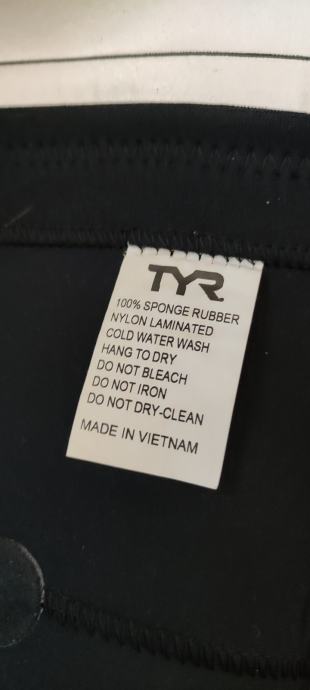 TYR
100% SPONGE RUBBER
NYLON LAMINATED
COLD WATER WASH
HANG TO DRY
DO NOT BLEACH
DO NOT IRON
DO NOT DRY-CLEAN
MADE IN VIETNAM